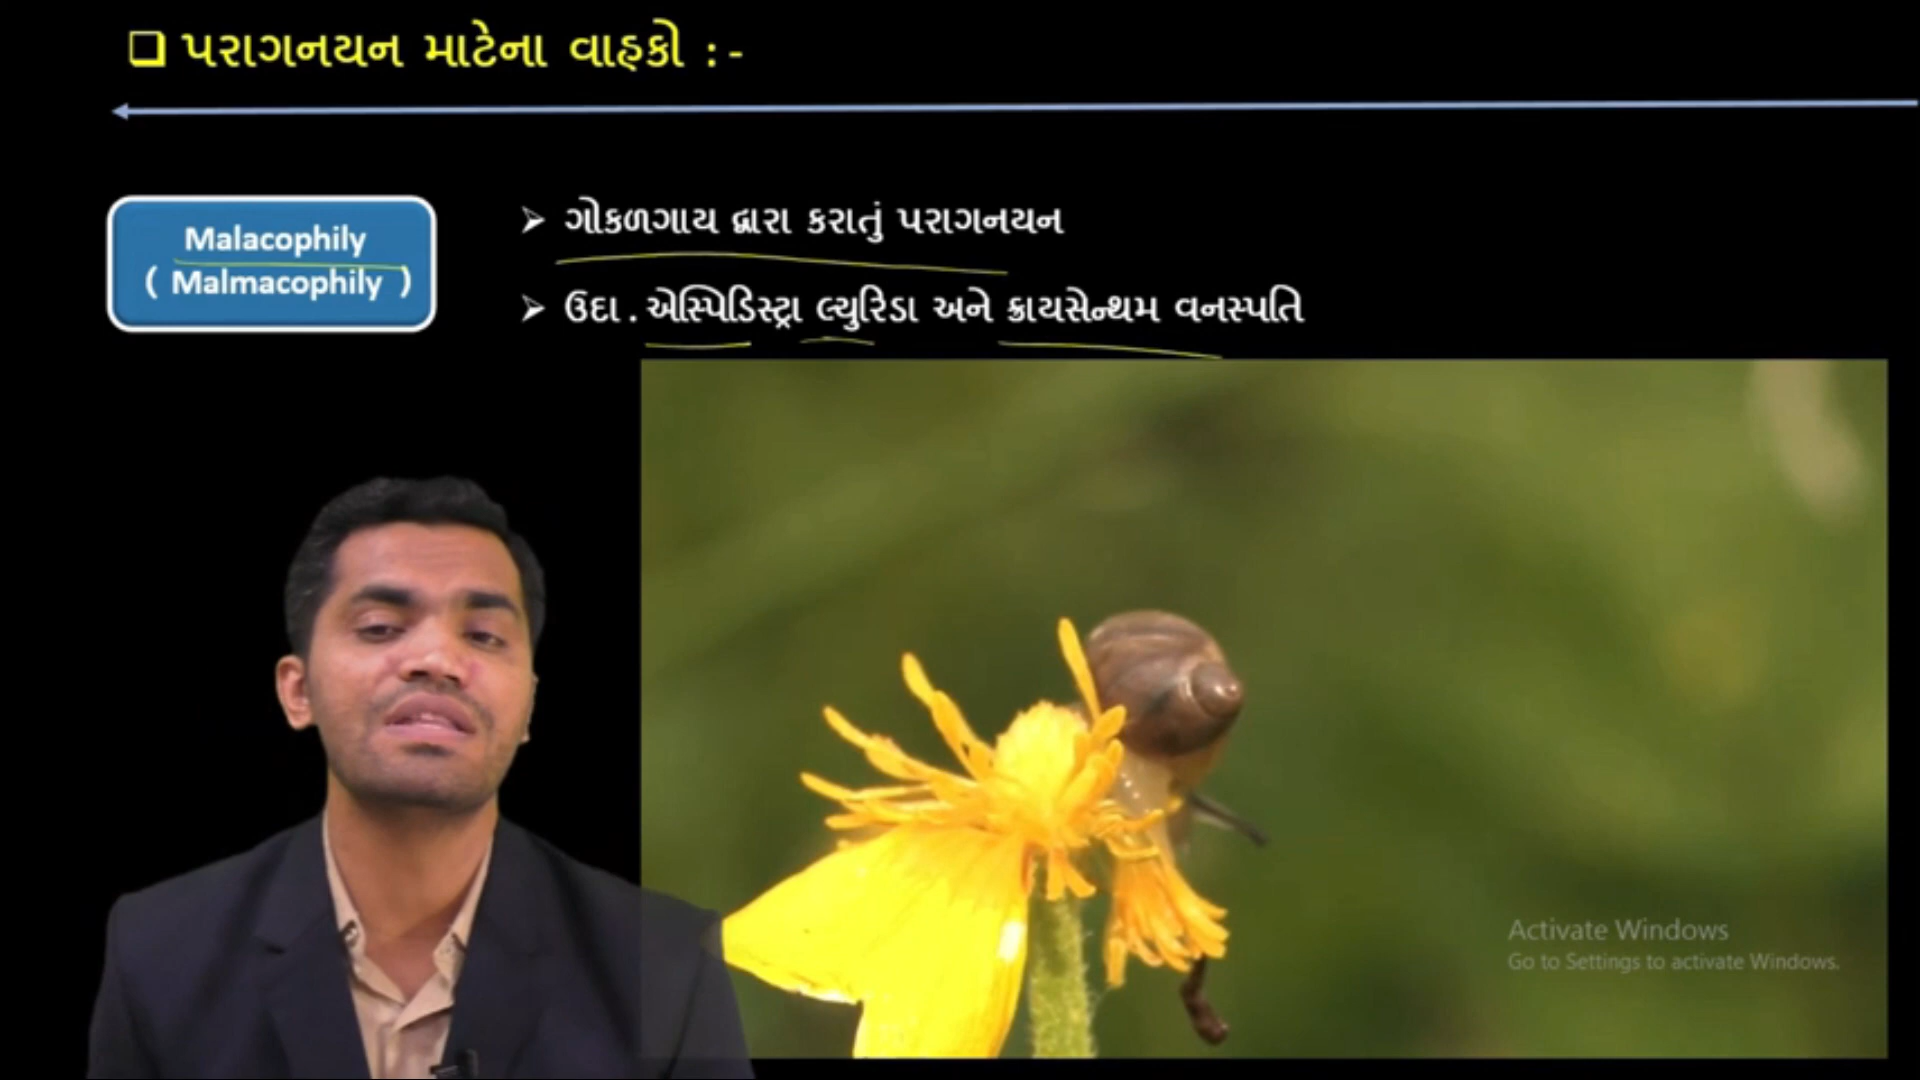 ❑ પરાગનયન માટેના વાહકો :-
Malacophily
( Malmacophily )
➢ ગોકળગાય દ્વારા કરાતું પરાગનયન
➢ ઉદા. એસ્પિડિસ્ટ્રા લ્યુરિડા અને ક્રાયસેન્થમ વનસ્પતિ
Activate Windows
Go to Settings to activate Windows.